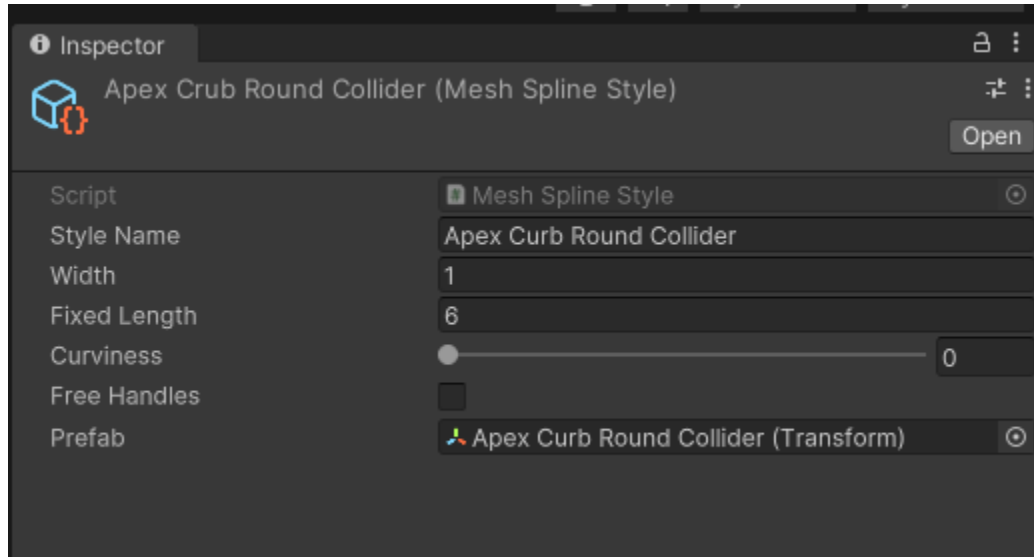 Inspector
Apex Crub Round Collider (Mesh Spline Style)
Open
Script Mesh Spline Style
Style Name Apex Curb Round Collider
Width 1
Fixed Length 6
Curviness 0
Free Handles
Prefab Apex Curb Round Collider (Transform)